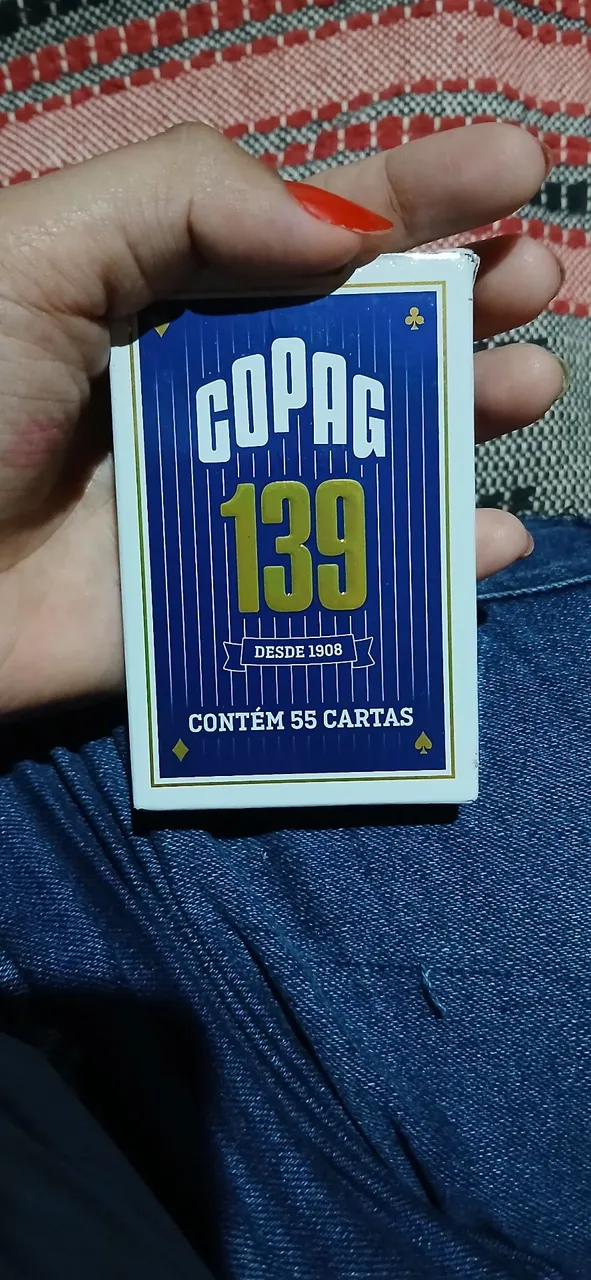 COPAG
139
DESDE 1908
CONTÉM 55 CARTAS